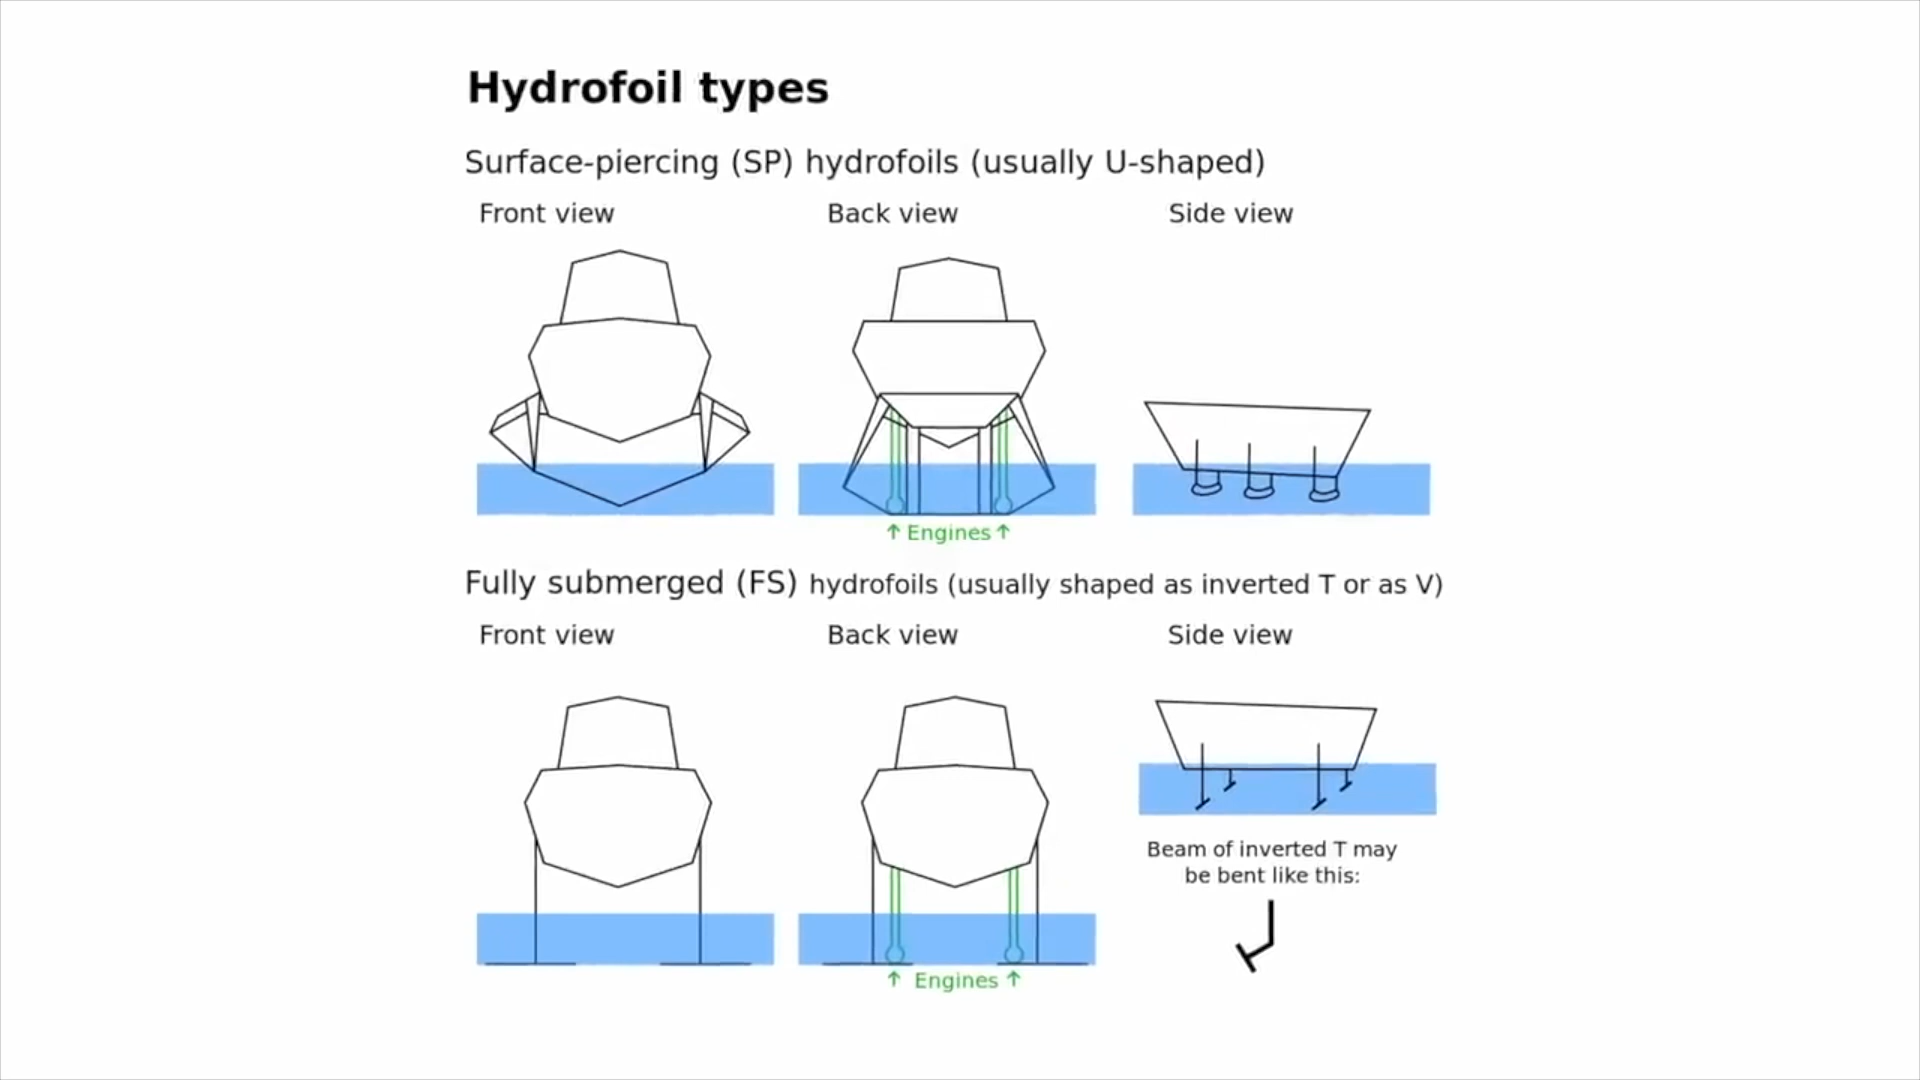 Hydrofoil types
Surface-piercing (SP) hydrofoils (usually U-shaped)
Front view
Back view
Side view
↑ Engines ↑
Fully submerged (FS) hydrofoils (usually shaped as inverted T or as V)
Front view
Back view
Side view
Beam of inverted T may
be bent like this:
↑ Engines ↑